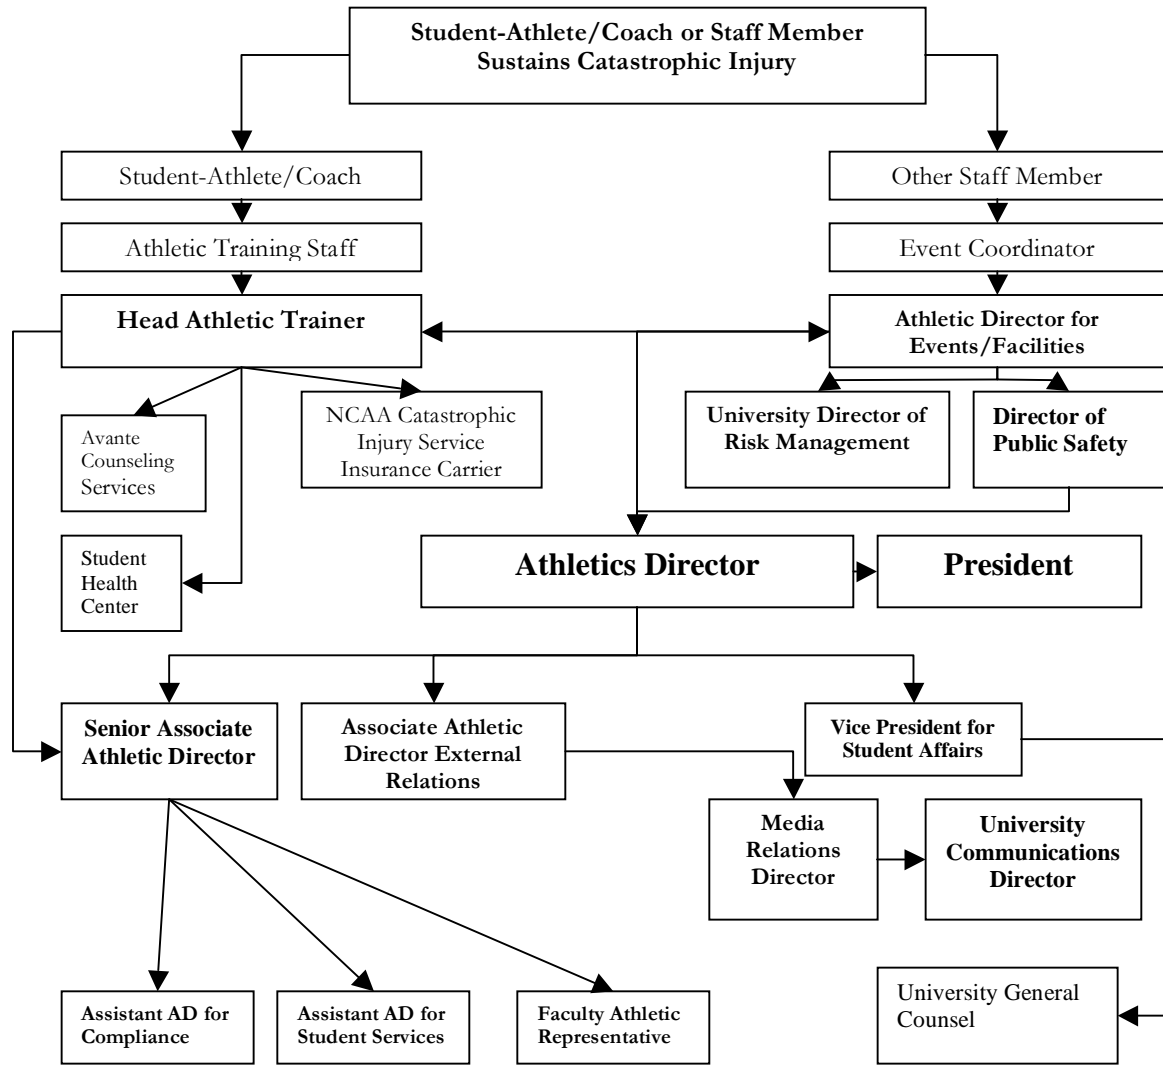 Student-Athlete/Coach or Staff Member
Sustains Catastrophic Injury
Student-Athlete/Coach
Other Staff Member
Athletic Training Staff
Event Coordinator
Head Athletic Trainer
Athletic Director for
Events/Facilities
Avante
Counseling
Services
NCAA Catastrophic
Injury Service
Insurance Carrier
University Director of
Risk Management
Director of
Public Safety
Student
Health
Center
Athletics Director
President
Senior Associate
Athletic Director
Associate Athletic
Director External
Relations
Vice President for
Student Affairs
Media
Relations
Director
University
Communications
Director
Assistant AD for
Compliance
Assistant AD for
Student Services
Faculty Athletic
Representative
University General
Counsel